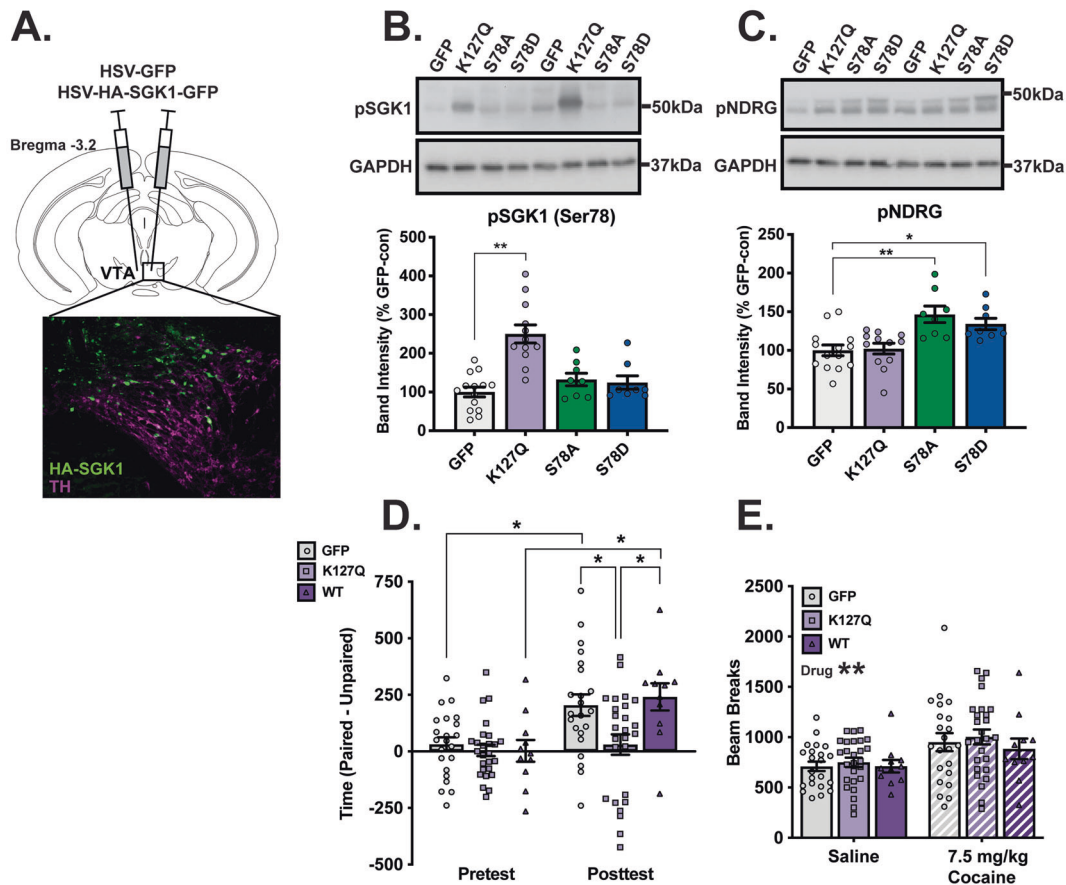 A.
HSV-GFP
HSV-HA-SGK1-GFP
Bregma -3.2
VTA
HA-SGK1
TH
B.
GFP K127Q S78A S78D GFP K127Q S78A S78D
pSGK1
50kDa
GAPDH
37kDa
pSGK1 (Ser78)
Band Intensity (% GFP-con)
500
400
300
200
100
0
**
GFP K127Q S78A S78D
C.
GFP K127Q S78A S78D GFP K127Q S78A S78D
pNDRG
50kDa
GAPDH
37kDa
pNDRG
Band Intensity (% GFP-con)
250
200
150
100
50
0
*
**
GFP K127Q S78A S78D
D.
GFP
K127Q
WT
Time (Paired - Unpaired)
750
500
250
0
-250
-500
*
*
*
*
Pretest Posttest
E.
GFP
K127Q
WT
Drug **
Beam Breaks
2500
2000
1500
1000
500
0
Saline 7.5 mg/kg
Cocaine